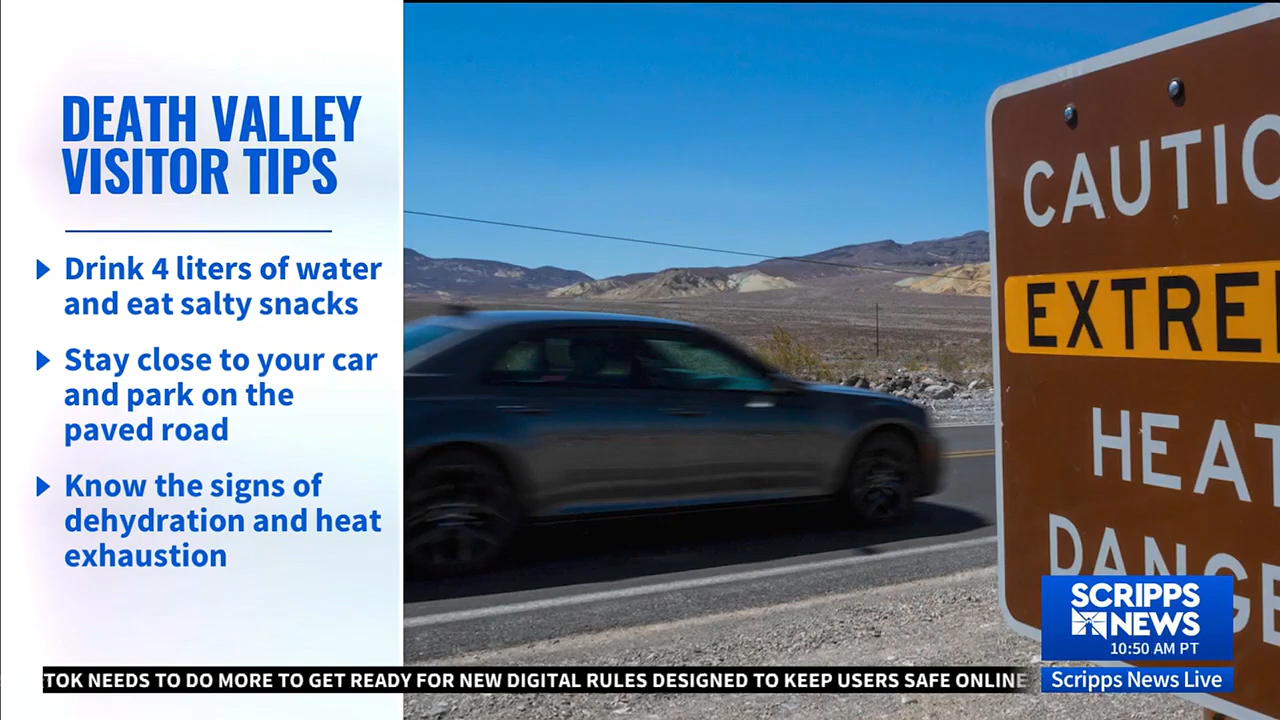 DEATH VALLEY
VISITOR TIPS
Drink 4 liters of water
and eat salty snacks
Stay close to your car
and park on the
paved road
Know the signs of
dehydration and heat
exhaustion
CAUTIO
EXTRE
HEAT
DANGE
SCRIPPS
NEWS
10:50 AM PT
Scripps News Live
TOK NEEDS TO DO MORE TO GET READY FOR NEW DIGITAL RULES DESIGNED TO KEEP USERS SAFE ONLINE